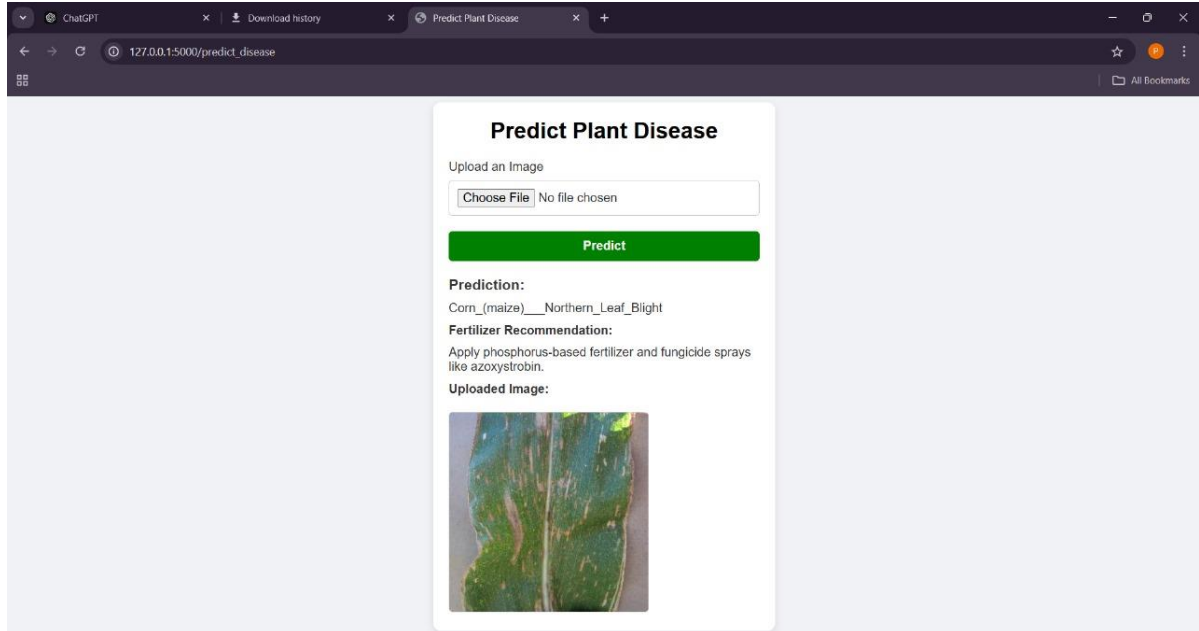 ChatGPT
Download history
Predict Plant Disease
127.0.0.1:5000/predict_disease
P
All Bookmarks
Predict Plant Disease
Upload an Image
Choose File No file chosen
Predict
Prediction:
Corn_(maize)___Northern_Leaf_Blight
Fertilizer Recommendation:
Apply phosphorus-based fertilizer and fungicide sprays
like azoxystrobin.
Uploaded Image: